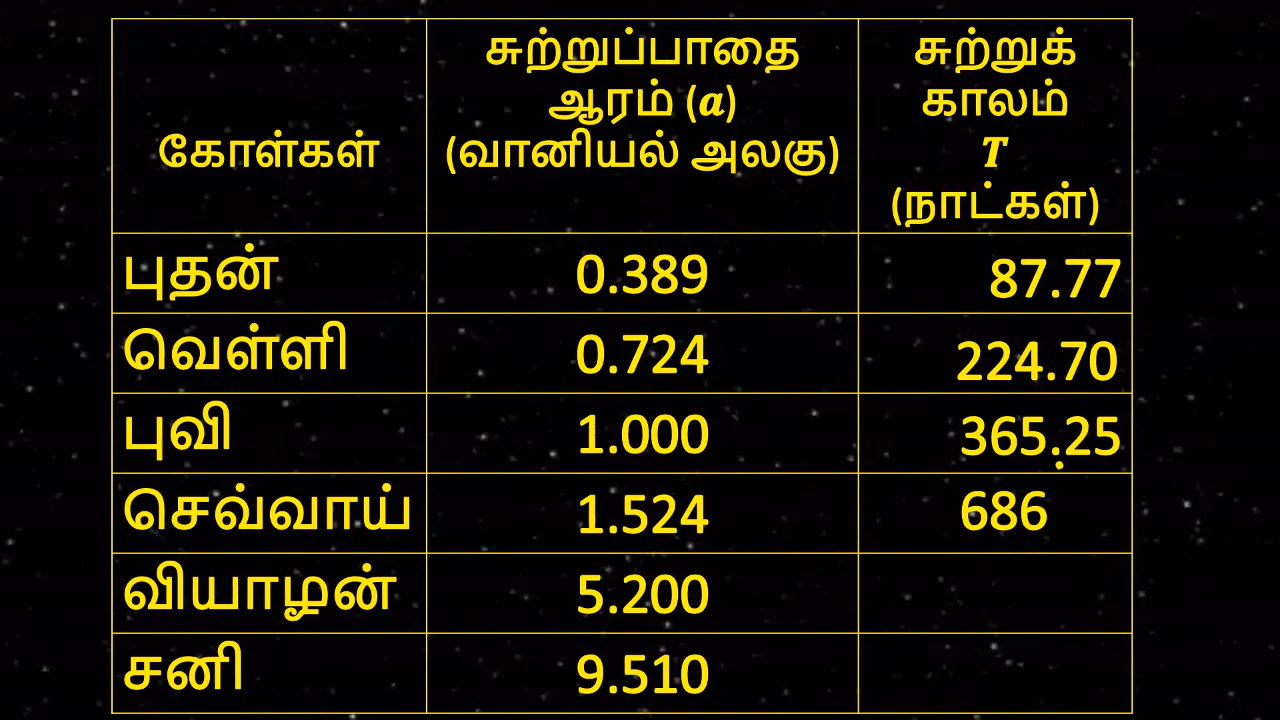 கோள்கள்
சுற்றுப்பாதை
ஆரம் (a)
(வானியல் அலகு)
சுற்றுக்
காலம்
T
(நாட்கள்)
புதன் 0.389 87.77
வெள்ளி 0.724 224.70
புவி 1.000 365.25
செவ்வாய் 1.524 686
வியாழன் 5.200
சனி 9.510